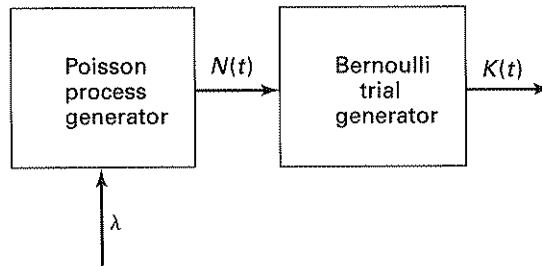 Poisson
process
generator
N(t)
Bernoulli
trial
generator
K(t)
λ